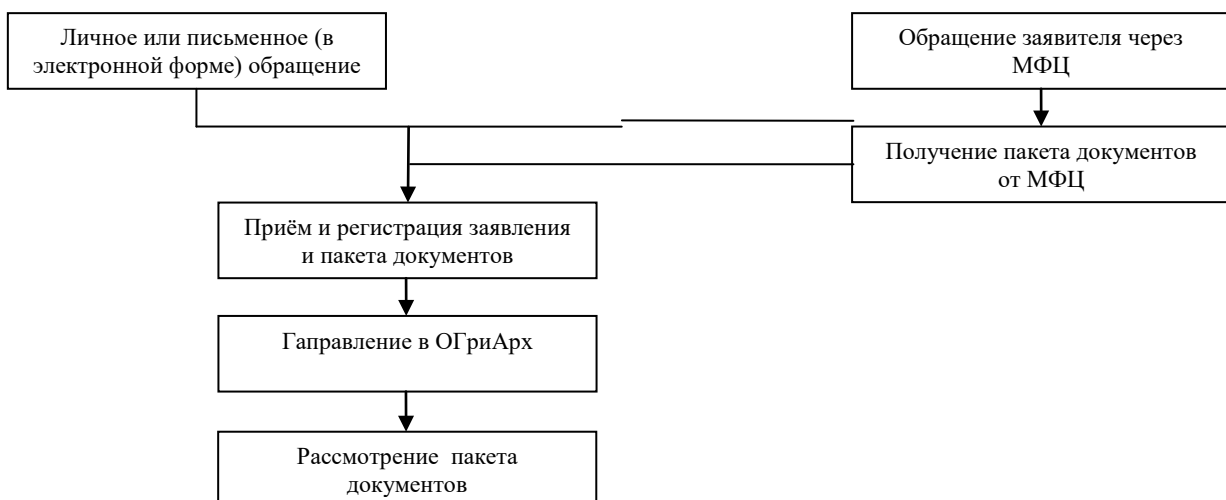 Личное или письменное (в
электронной форме) обращение
Обращение заявителя через
МФЦ
Получение пакета документов
от МФЦ
Приём и регистрация заявления
и пакета документов
Гаправление в ОГриАрх
Рассмотрение пакета
документов